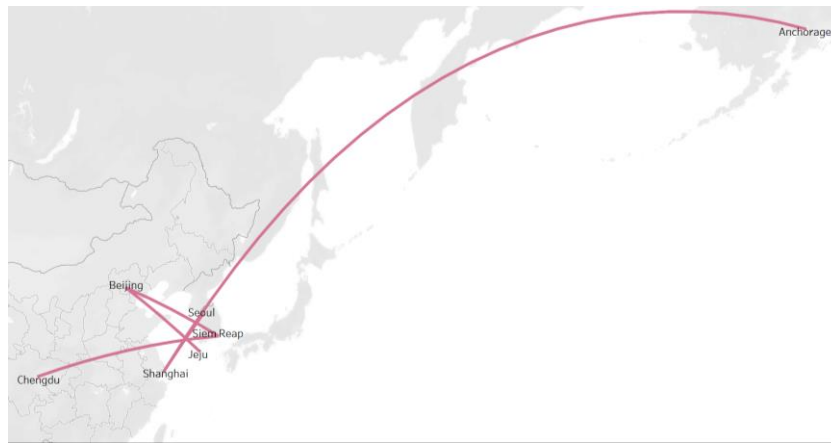 Anchorage
Beijing
Seoul
Siem Reap
Jeju
Shanghai
Chengdu